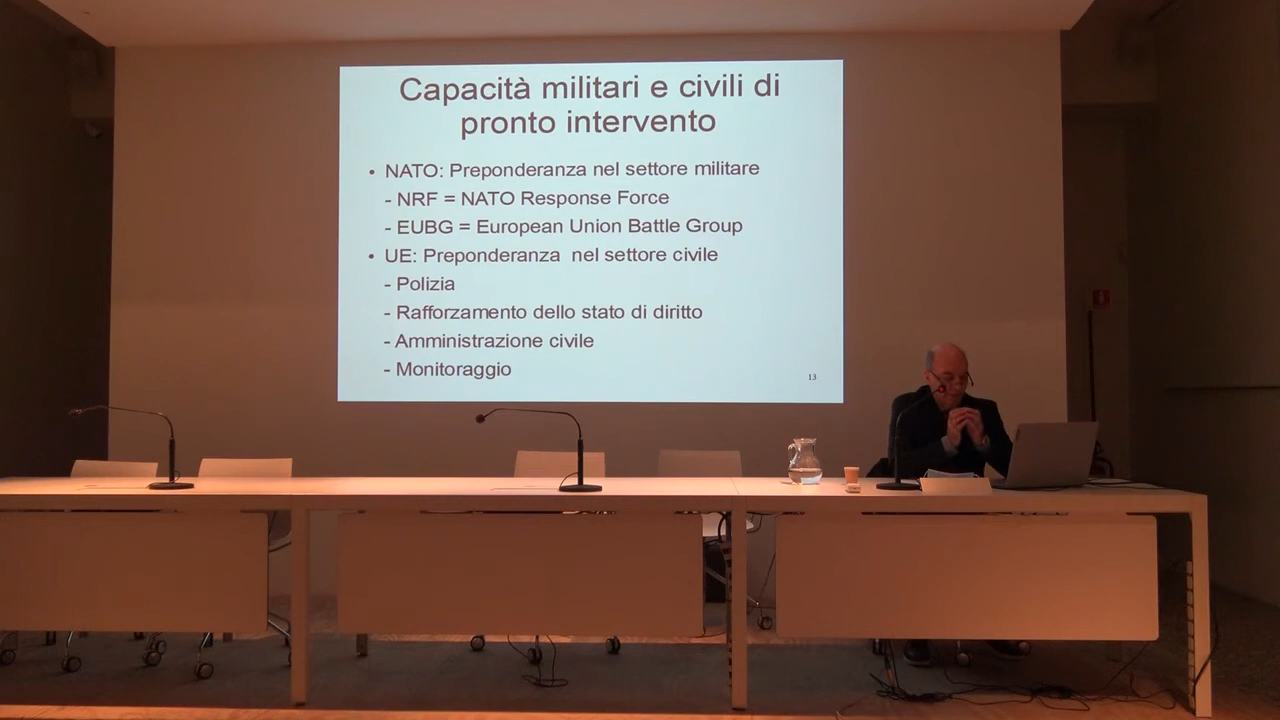 Capacità militari e civili di
pronto intervento
• NATO: Preponderanza nel settore militare
- NRF = NATO Response Force
- EUBG = European Union Battle Group
• UE: Preponderanza nel settore civile
- Polizia
- Rafforzamento dello stato di diritto
- Amministrazione civile
- Monitoraggio
13